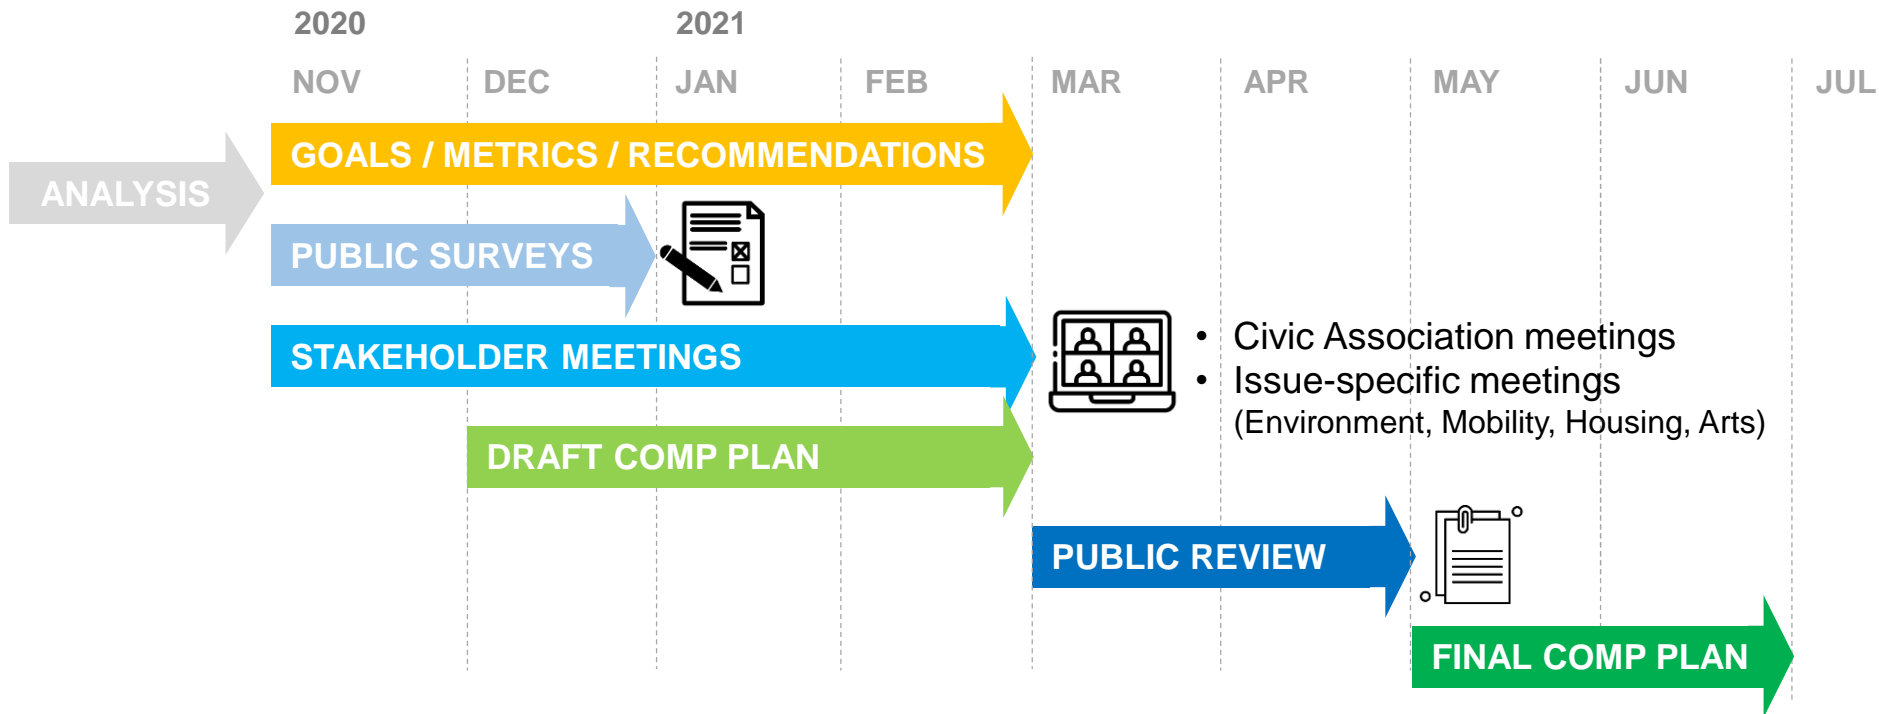 2020 2021
NOV DEC JAN FEB MAR APR MAY JUN JUL
GOALS / METRICS / RECOMMENDATIONS
ANALYSIS
PUBLIC SURVEYS
STAKEHOLDER MEETINGS
• Civic Association meetings
• Issue-specific meetings
(Environment, Mobility, Housing, Arts)
DRAFT COMP PLAN
PUBLIC REVIEW
FINAL COMP PLAN